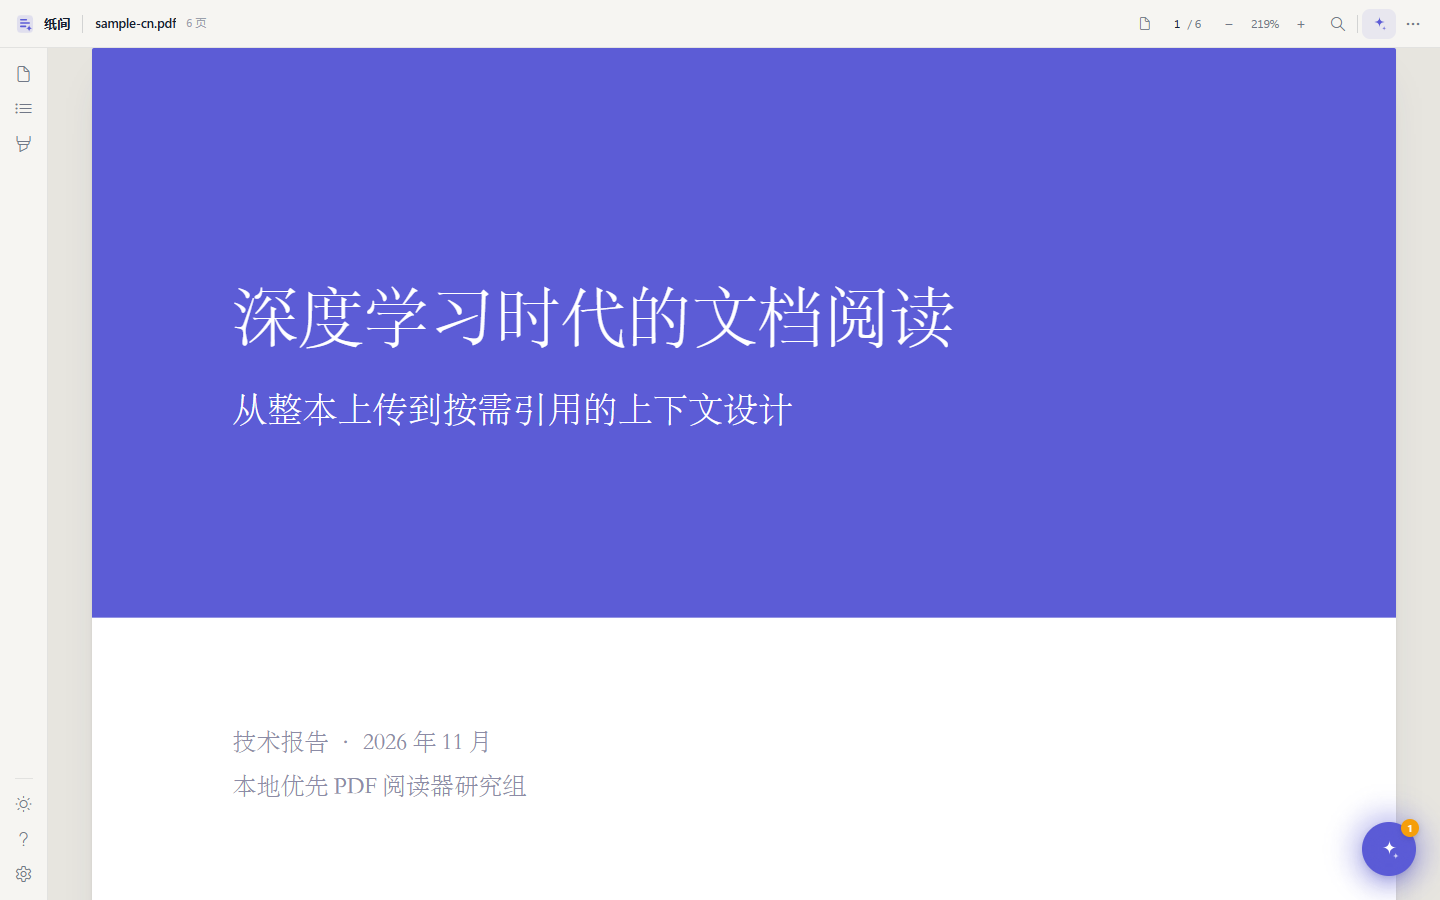 纸间
sample-cn.pdf 6 页
1 / 6
− 219% +
深度学习时代的文档阅读
从整本上传到按需引用的上下文设计
技术报告 · 2026 年 11 月
本地优先 PDF 阅读器研究组
1